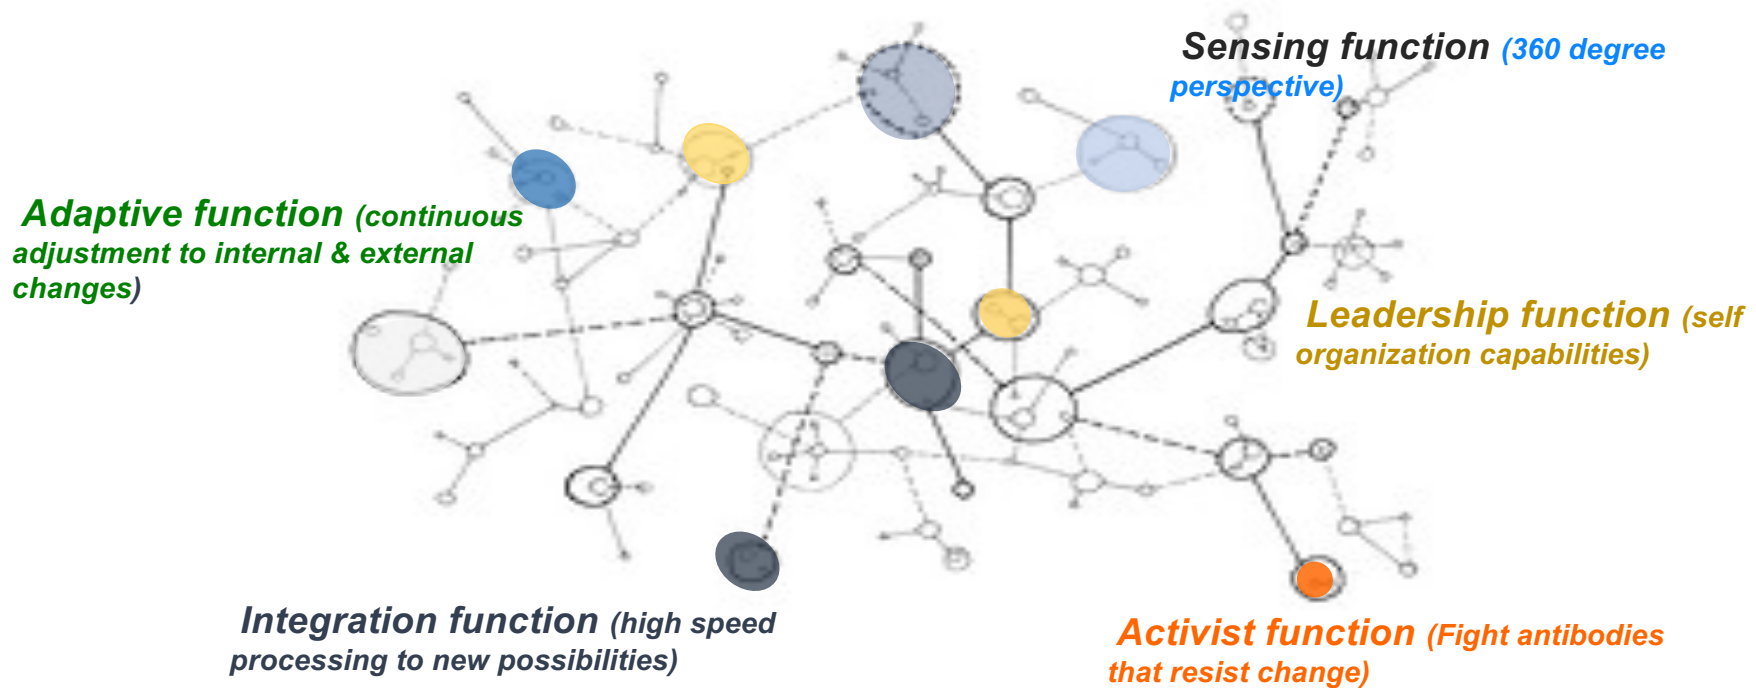 Sensing function (360 degree
perspective)
Adaptive function (continuous
adjustment to internal & external
changes)
Leadership function (self
organization capabilities)
Integration function (high speed
processing to new possibilities)
Activist function (Fight antibodies
that resist change)